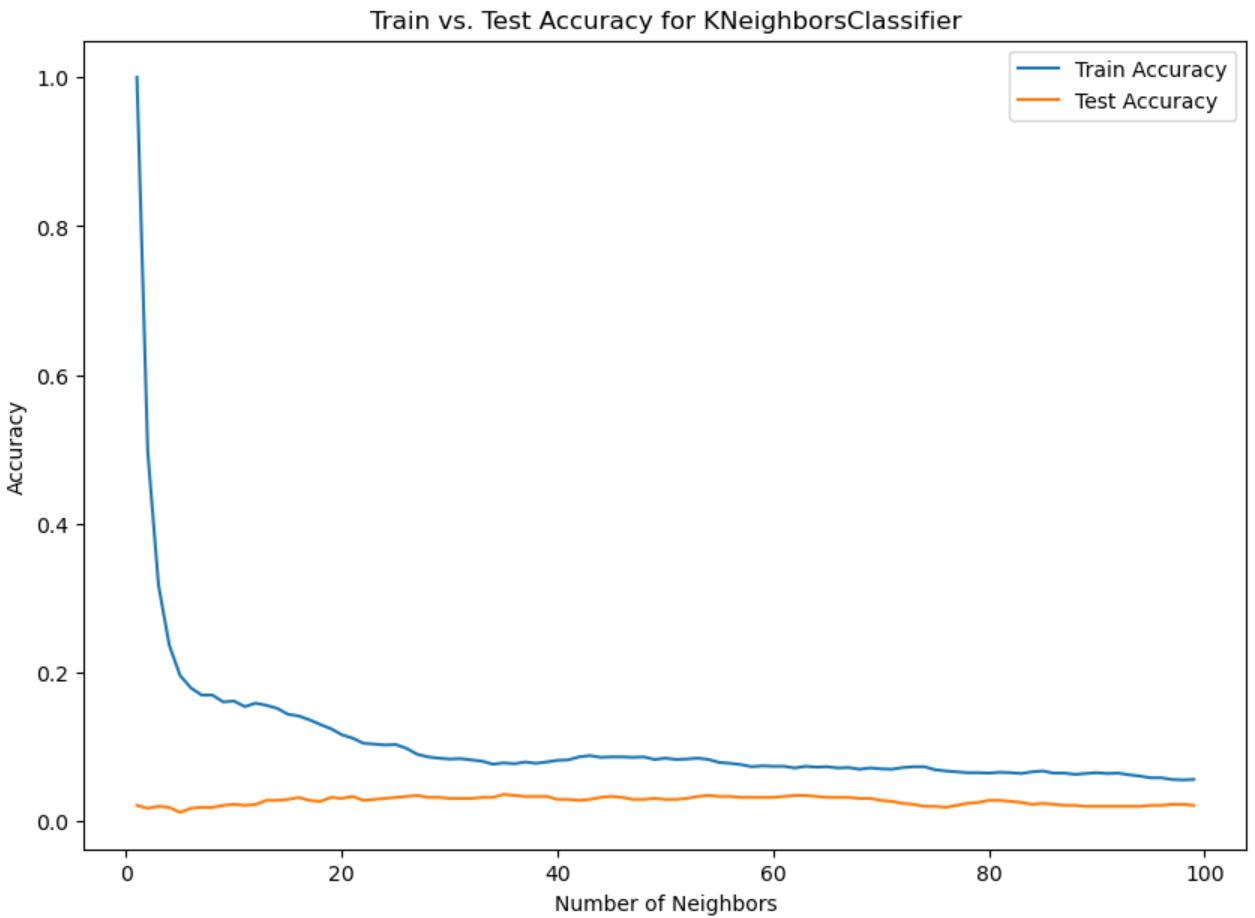 Train vs. Test Accuracy for KNeighborsClassifier
Train Accuracy
Test Accuracy
1.0
0.8
0.6
0.4
0.2
0.0
Accuracy
0 20 40 60 80 100
Number of Neighbors